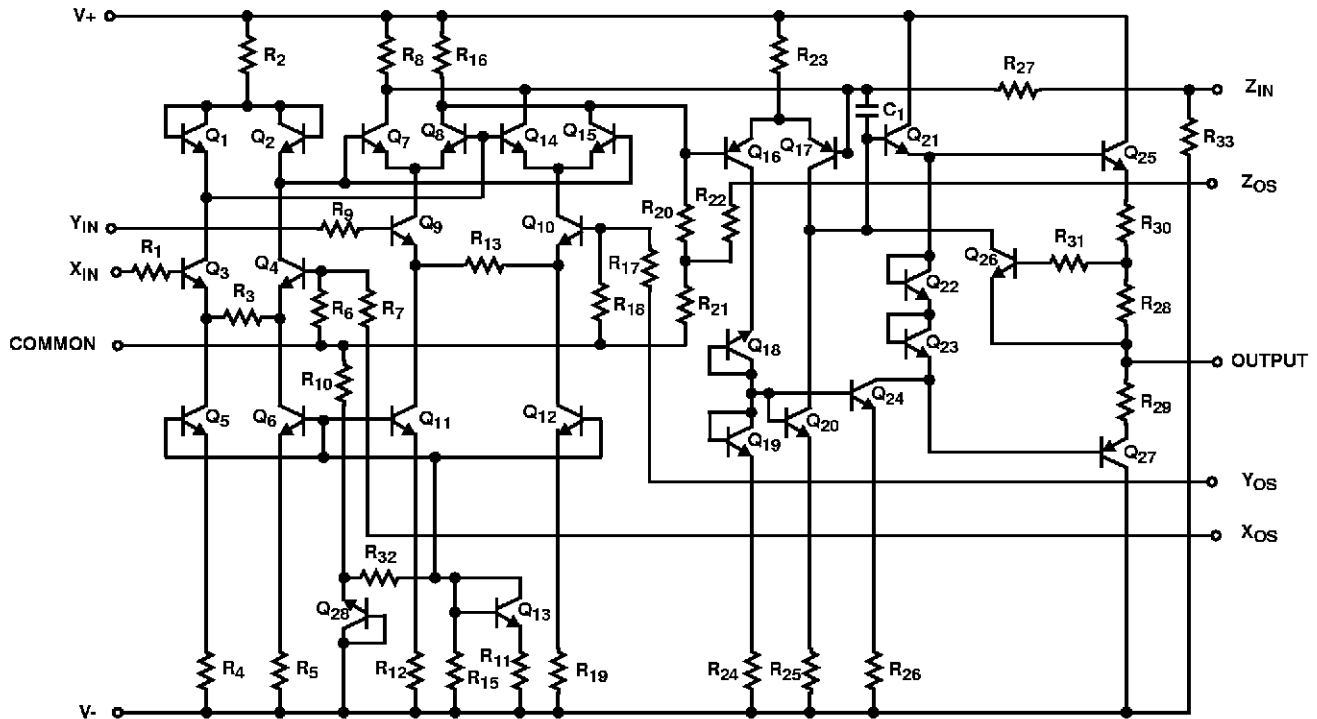 V+
R2
R8
R16
R23
R27
ZIN
C1
Q1
Q2
Q7
Q8
Q14
Q15
Q16
Q17
Q21
Q25
R33
ZOS
YIN
R9
Q9
Q10
R13
R20
R22
R30
R31
Q26
XIN
R1
Q3
Q4
R3
R6
R7
R17
R18
R21
Q22
R28
COMMON
Q18
Q23
OUTPUT
R10
Q5
Q6
Q11
Q12
Q19
Q20
Q24
R29
Q27
YOS
XOS
R32
Q28
Q13
R4
R5
R12
R15
R11
R19
R24
R25
R26
V-